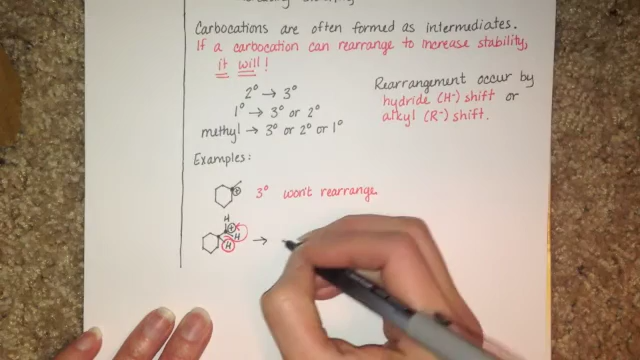 Carbocations are often formed as intermediates.
If a carbocation can rearrange to increase stability,
it will!
2° → 3°
1° → 3° or 2°
methyl → 3° or 2° or 1°
Rearrangement occur by
hydride (H-) shift or
alkyl (R-) shift.
Examples:
+
3° won't rearrange.
H
+
H
H
→